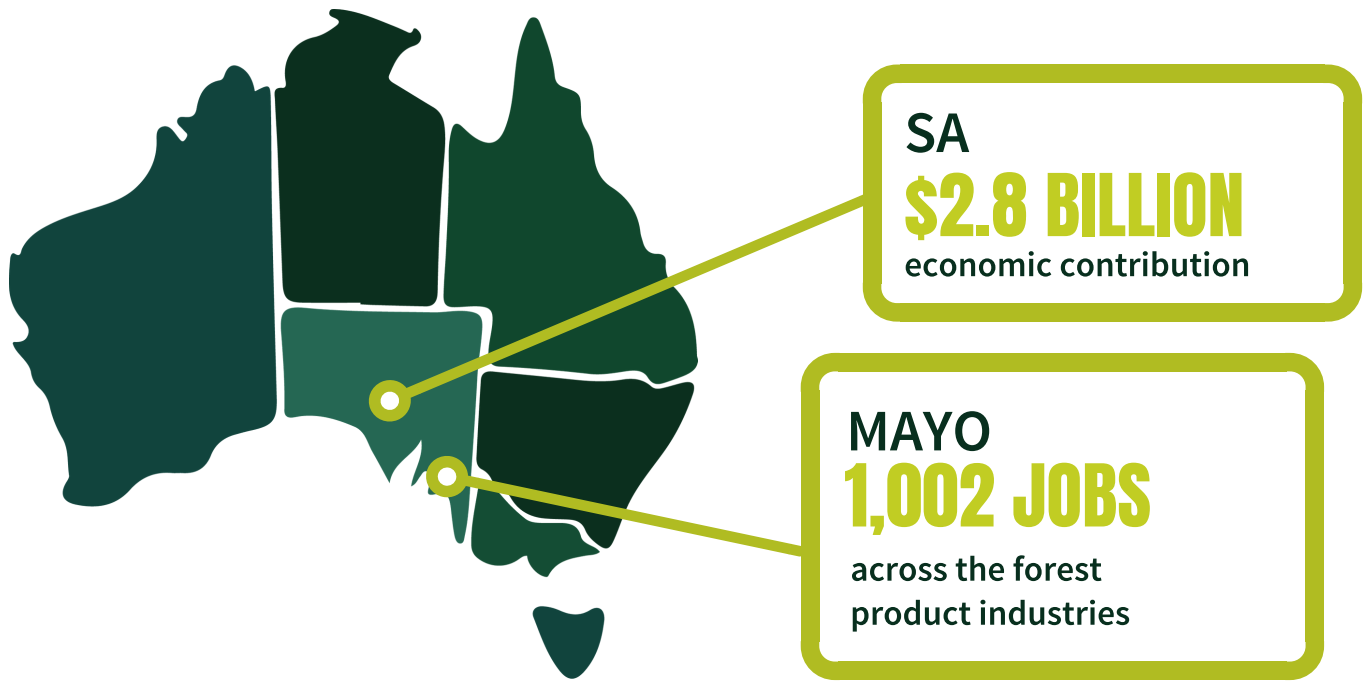 SA
$2.8 BILLION
economic contribution
MAYO
1,002 JOBS
across the forest
product industries